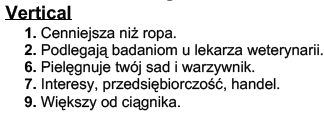 Vertical
1. Cenniejsza niż ropa.
2. Podlegają badaniom u lekarza weterynarii.
6. Pielęgnuje twój sad i warzywnik.
7. Interesy, przedsiębiorczość, handel.
9. Większy od ciągnika.